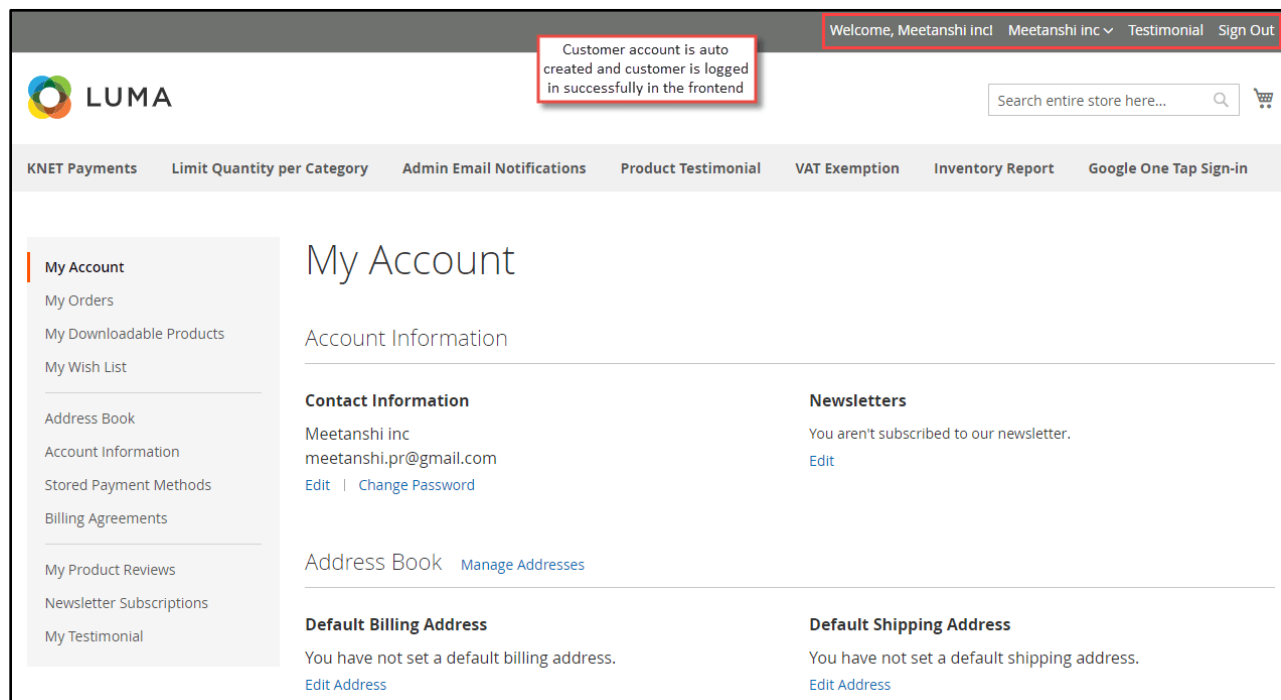 Welcome, Meetanshi inc! Meetanshi inc Testimonial Sign Out
Customer account is auto
created and customer is logged
in successfully in the frontend
LUMA
Search entire store here...
KNET Payments Limit Quantity per Category Admin Email Notifications Product Testimonial VAT Exemption Inventory Report Google One Tap Sign-in
My Account
My Orders
My Downloadable Products
My Wish List
Address Book
Account Information
Stored Payment Methods
Billing Agreements
My Product Reviews
Newsletter Subscriptions
My Testimonial
My Account
Account Information
Contact Information
Meetanshi inc
meetanshi.pr@gmail.com
Edit | Change Password
Newsletters
You aren't subscribed to our newsletter.
Edit
Address Book Manage Addresses
Default Billing Address
You have not set a default billing address.
Edit Address
Default Shipping Address
You have not set a default shipping address.
Edit Address